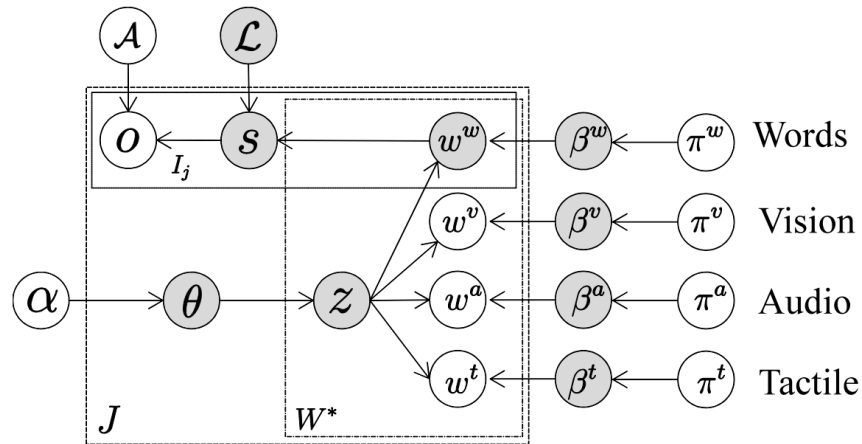 𝒜 ℒ
o s w^w β^w π^w Words
I_j
w^v β^v π^v Vision
α θ z w^a β^a π^a Audio
w^t β^t π^t Tactile
J W*